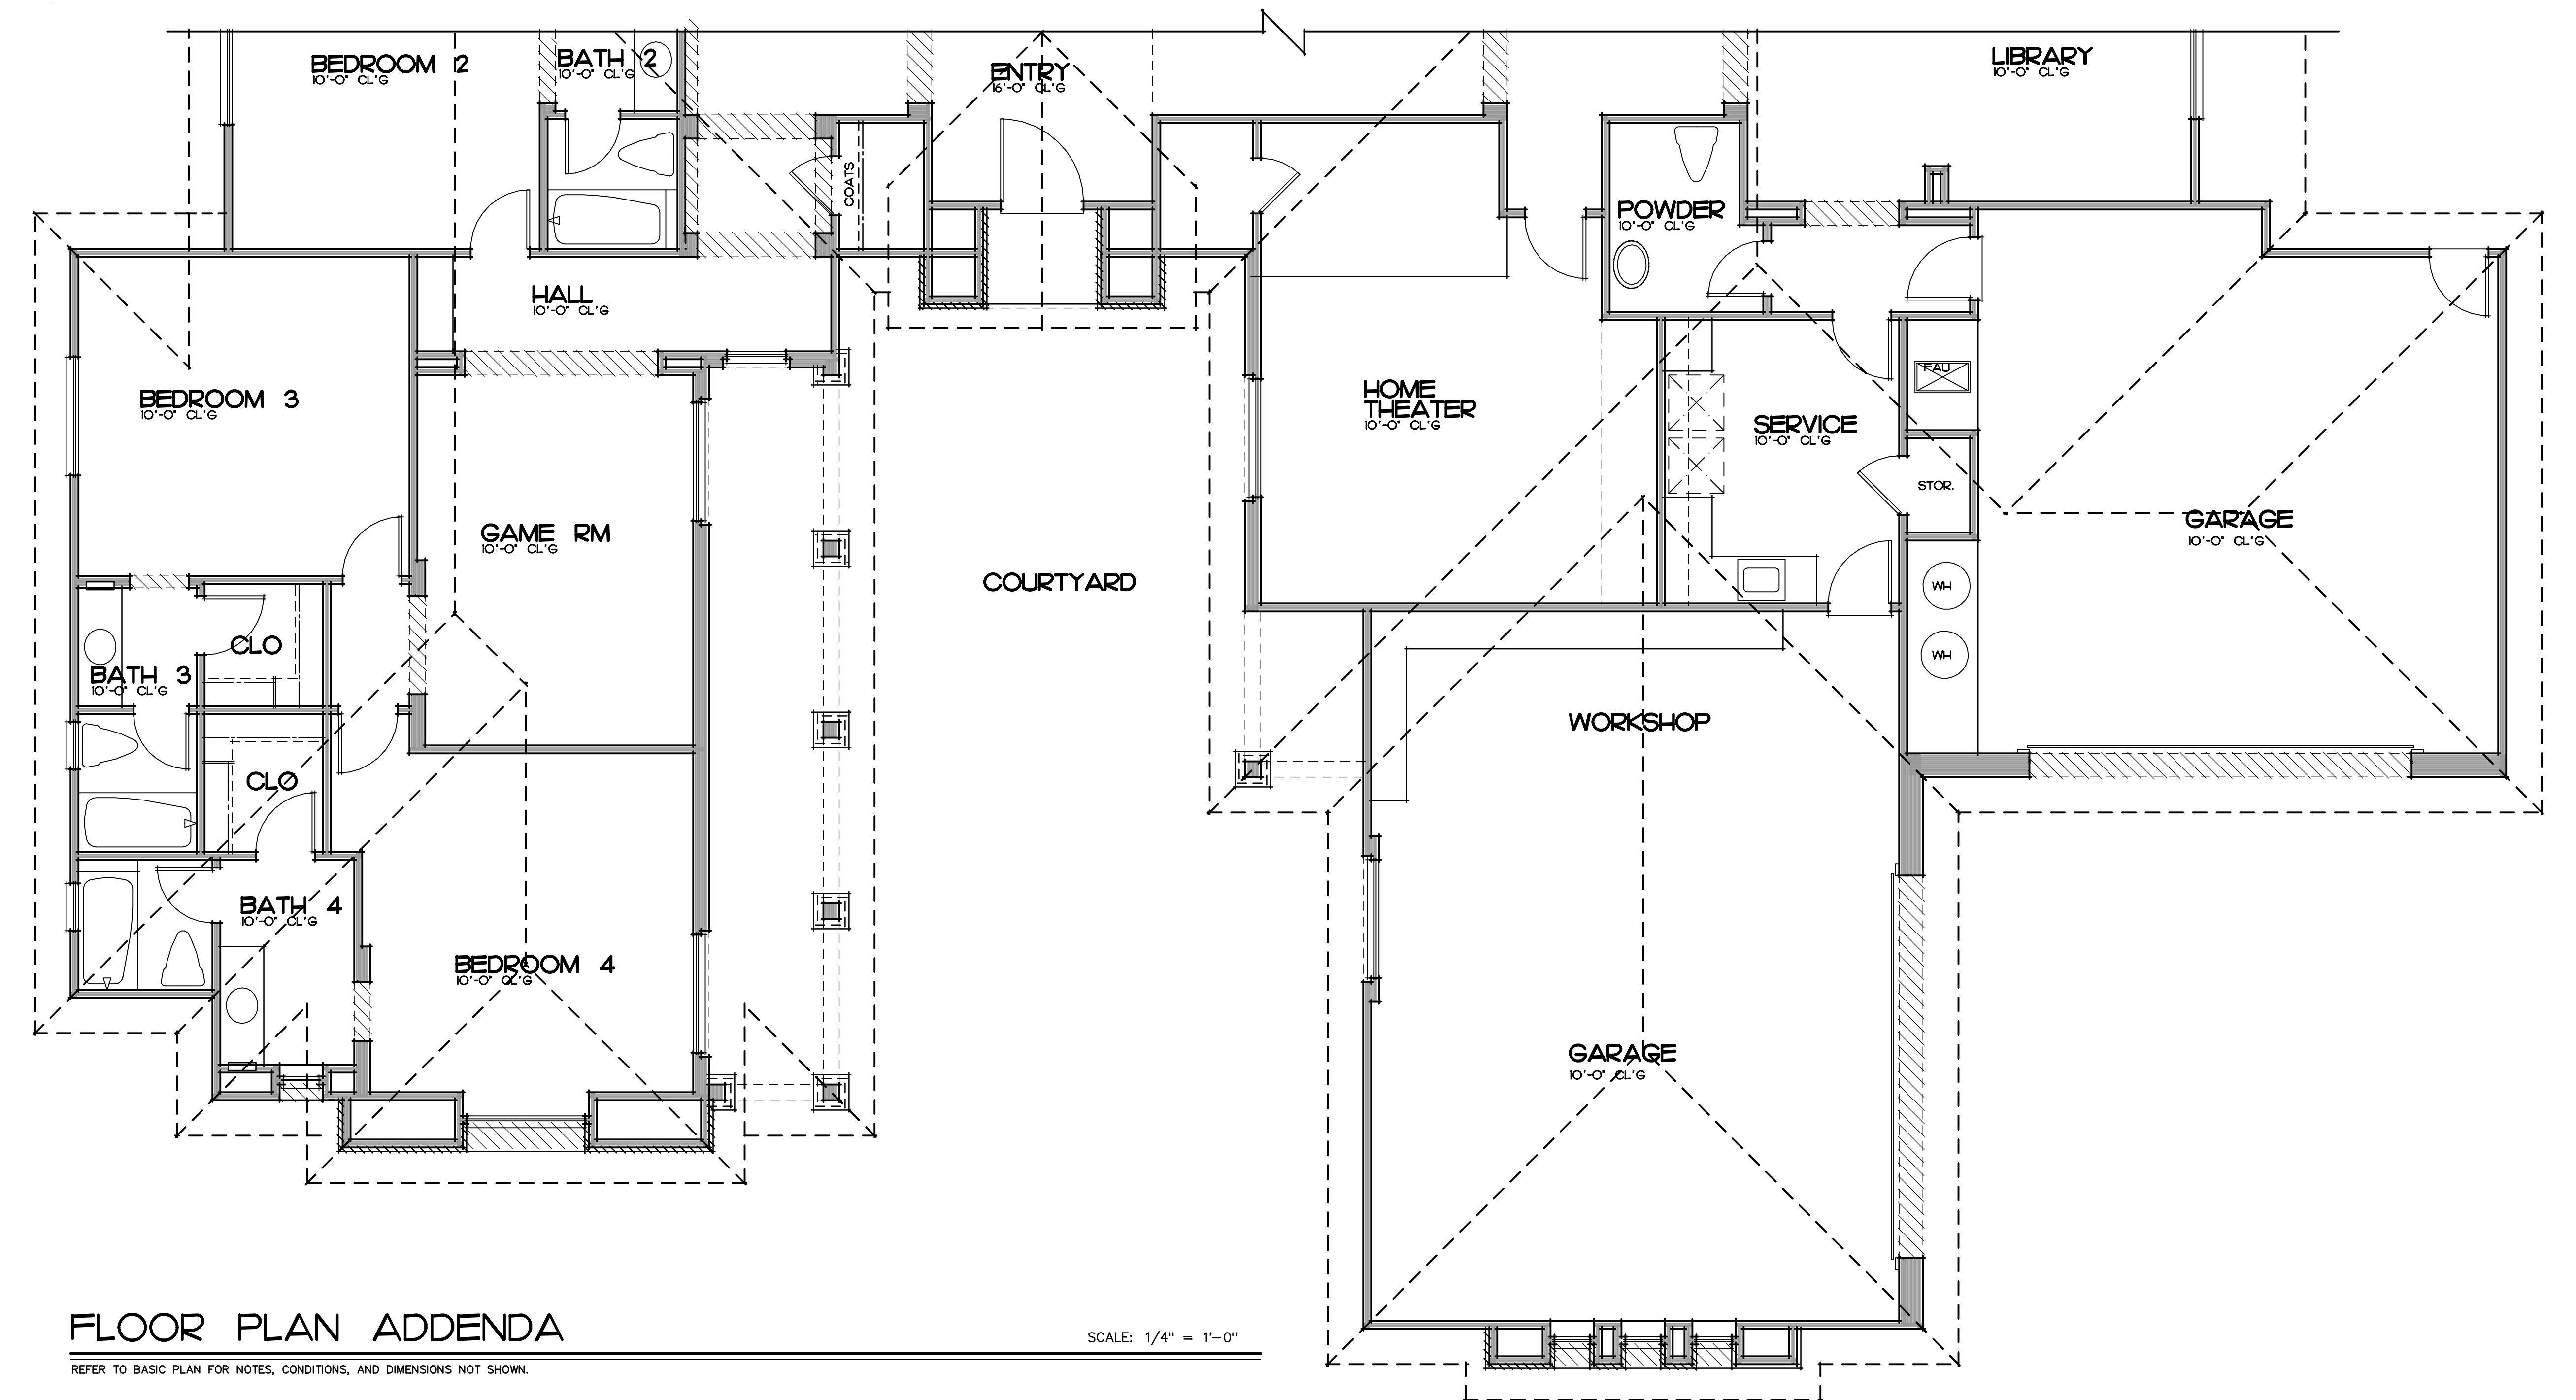 BEDROOM 2
10'-0" CL'G
BATH 2
10'-0" CL'G
ENTRY
16'-0" CL'G
LIBRARY
10'-0" CL'G
COATS
POWDER
10'-0" CL'G
HALL
10'-0" CL'G
BEDROOM 3
10'-0" CL'G
HOME
THEATER
10'-0" CL'G
SERVICE
10'-0" CL'G
FAU
STOR.
GARAGE
10'-0" CL'G
GAME RM
10'-0" CL'G
COURTYARD
WH
WH
CLO
BATH 3
10'-0" CL'G
CLO
WORKSHOP
BATH 4
10'-0" CL'G
BEDROOM 4
10'-0" CL'G
GARAGE
10'-0" CL'G
FLOOR PLAN ADDENDA
SCALE: 1/4" = 1'-0"
REFER TO BASIC PLAN FOR NOTES, CONDITIONS, AND DIMENSIONS NOT SHOWN.